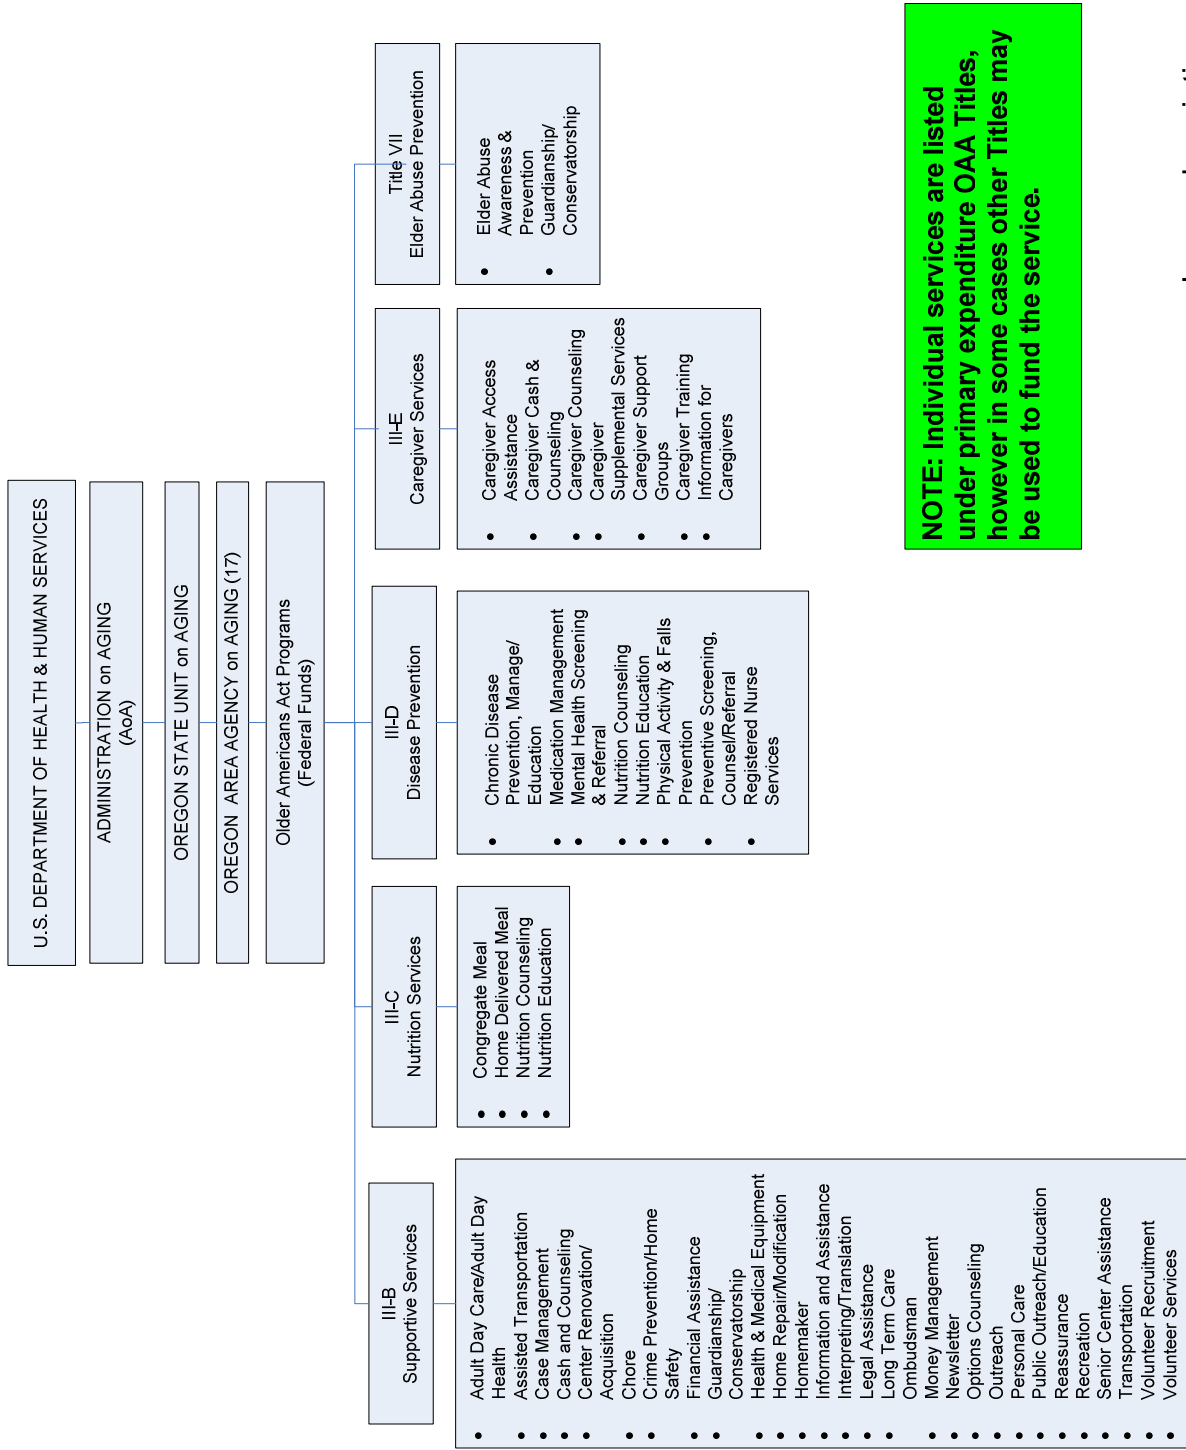 U.S. DEPARTMENT OF HEALTH & HUMAN SERVICES
ADMINISTRATION on AGING
(AoA)
OREGON STATE UNIT on AGING
OREGON AREA AGENCY on AGING (17)
Older Americans Act Programs
(Federal Funds)
III-B
Supportive Services
• Adult Day Care/Adult Day
Health
• Assisted Transportation
• Case Management
• Cash and Counseling
• Center Renovation/
Acquisition
• Chore
• Crime Prevention/Home
Safety
• Financial Assistance
• Guardianship/
Conservatorship
• Health & Medical Equipment
• Home Repair/Modification
• Homemaker
• Information and Assistance
• Interpreting/Translation
• Legal Assistance
• Long Term Care
Ombudsman
• Money Management
• Newsletter
• Options Counseling
• Outreach
• Personal Care
• Public Outreach/Education
• Reassurance
• Recreation
• Senior Center Assistance
• Transportation
• Volunteer Recruitment
• Volunteer Services
III-C
Nutrition Services
• Congregate Meal
• Home Delivered Meal
• Nutrition Counseling
• Nutrition Education
III-D
Disease Prevention
• Chronic Disease
Prevention, Manage/
Education
• Medication Management
• Mental Health Screening
& Referral
• Nutrition Counseling
• Nutrition Education
• Physical Activity & Falls
Prevention
• Preventive Screening,
Counsel/Referral
• Registered Nurse
Services
III-E
Caregiver Services
• Caregiver Access
Assistance
• Caregiver Cash &
Counseling
• Caregiver Counseling
• Caregiver
Supplemental Services
• Caregiver Support
Groups
• Caregiver Training
• Information for
Caregivers
Title VII
Elder Abuse Prevention
• Elder Abuse
Awareness &
Prevention
• Guardianship/
Conservatorship
NOTE: Individual services are listed
under primary expenditure OAA Titles,
however in some cases other Titles may
be used to fund the service.